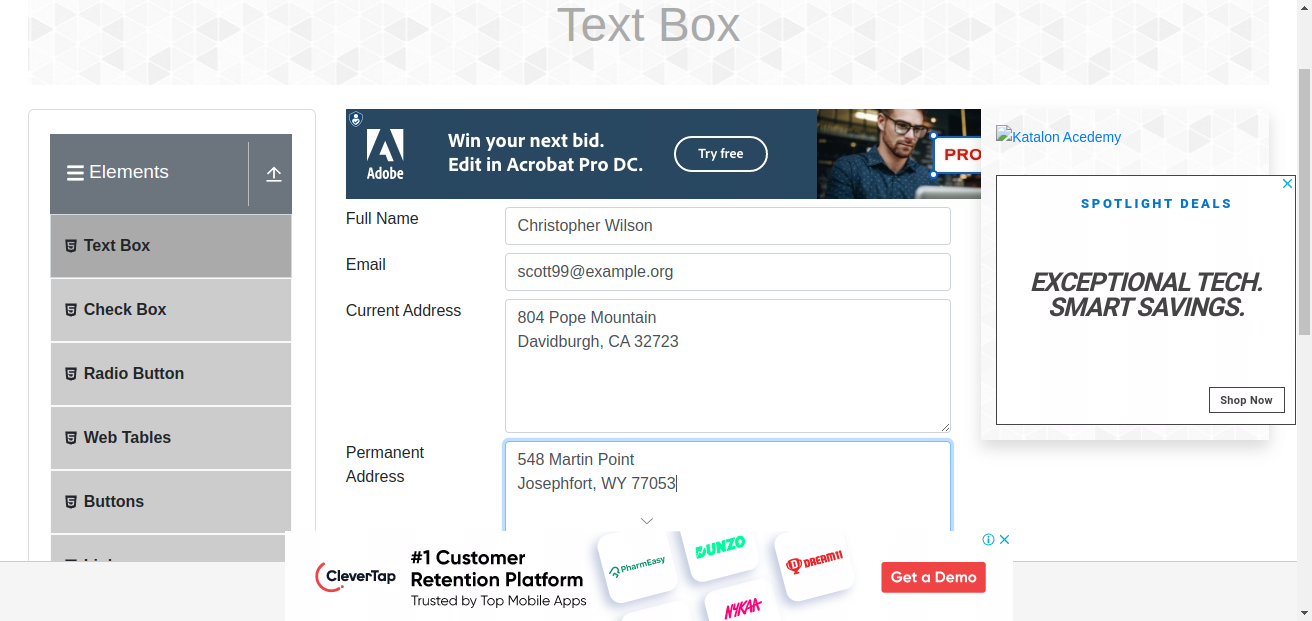 Text Box
Elements
Text Box
Check Box
Radio Button
Web Tables
Buttons
Adobe
Win your next bid.
Edit in Acrobat Pro DC.
Try free
PRO
Full Name
Christopher Wilson
Email
scott99@example.org
Current Address
804 Pope Mountain
Davidburgh, CA 32723
Permanent
Address
548 Martin Point
Josephfort, WY 77053
Katalon Acedemy
SPOTLIGHT DEALS
EXCEPTIONAL TECH.
SMART SAVINGS.
Shop Now
CleverTap
#1 Customer
Retention Platform
Trusted by Top Mobile Apps
PharmEasy
DUNZO
DREAM11
NYKAA
Get a Demo